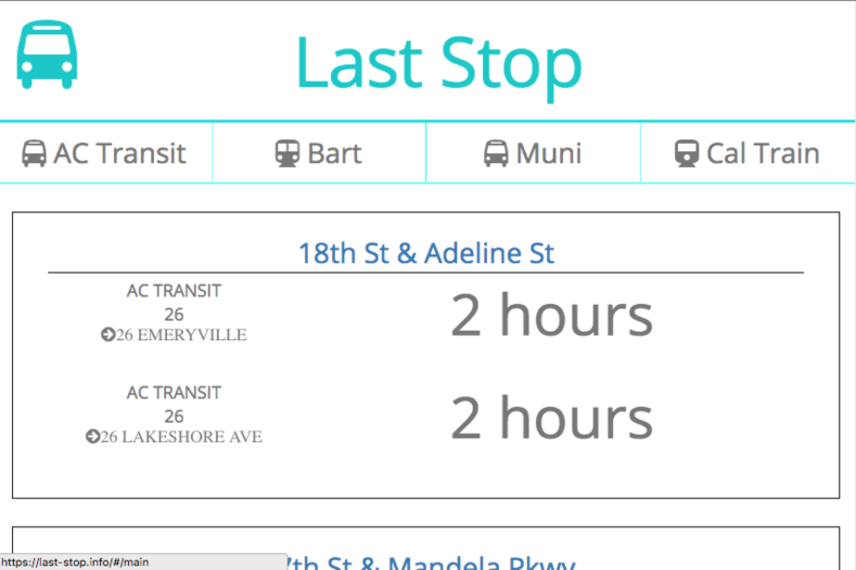 Last Stop
AC Transit Bart Muni Cal Train
18th St & Adeline St
AC TRANSIT
26
26 EMERYVILLE
2 hours
AC TRANSIT
26
26 LAKESHORE AVE
2 hours
7th St & Mandela Pkwy
https://last-stop.info/#/main